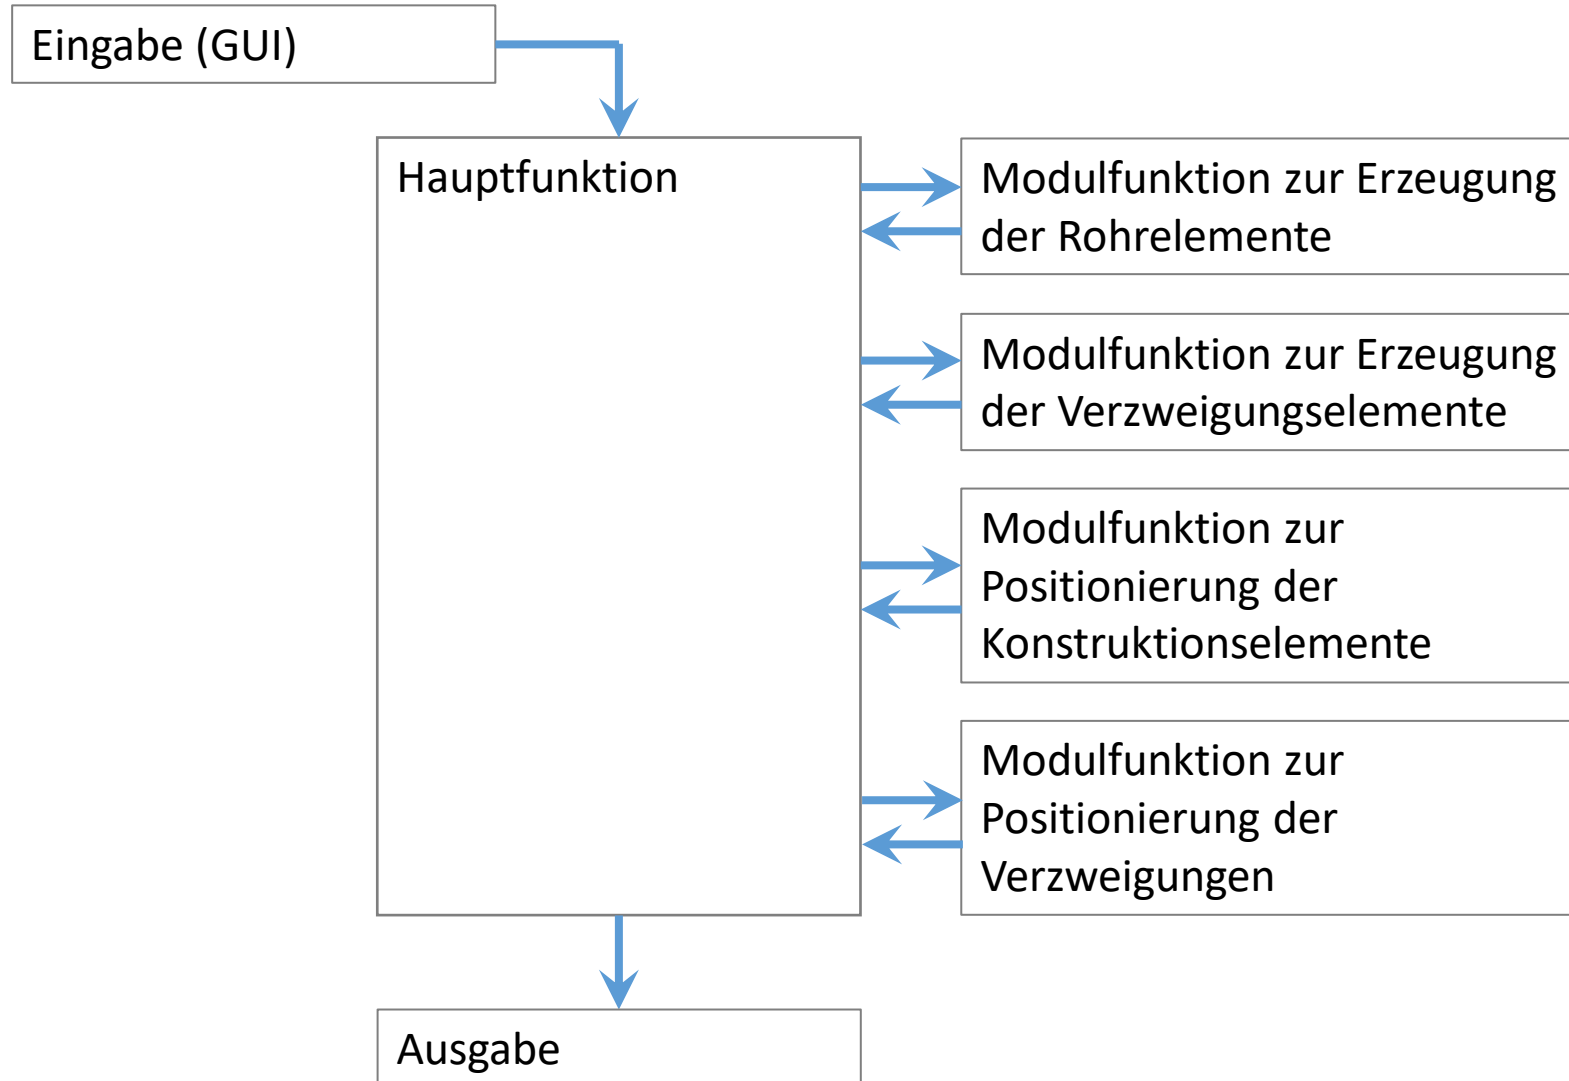 Eingabe (GUI)
Hauptfunktion
Modulfunktion zur Erzeugung
der Rohrelemente
Modulfunktion zur Erzeugung
der Verzweigungselemente
Modulfunktion zur
Positionierung der
Konstruktionselemente
Modulfunktion zur
Positionierung der
Verzweigungen
Ausgabe